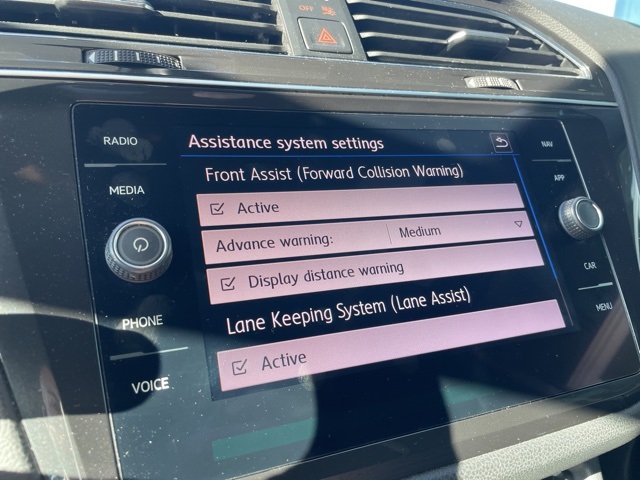 OFF
RADIO
MEDIA
PHONE
VOICE
Assistance system settings
Front Assist (Forward Collision Warning)
Active
Advance warning: Medium
Display distance warning
Lane Keeping System (Lane Assist)
Active
NAV
APP
CAR
MENU